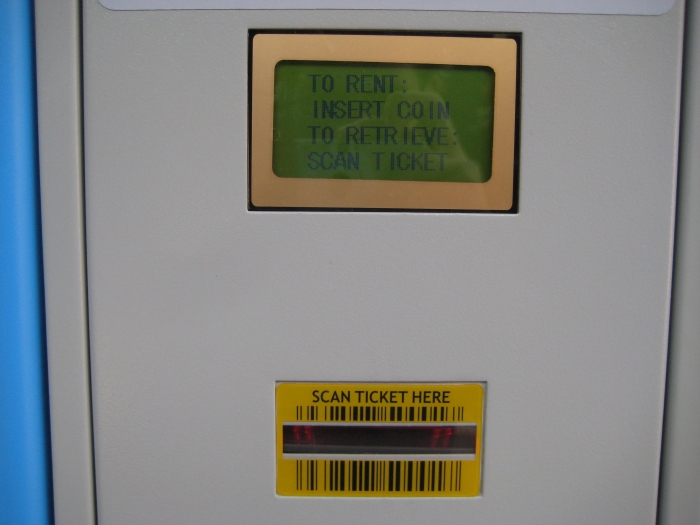 TO RENT:
INSERT COIN
TO RETRIEVE:
SCAN TICKET
SCAN TICKET HERE